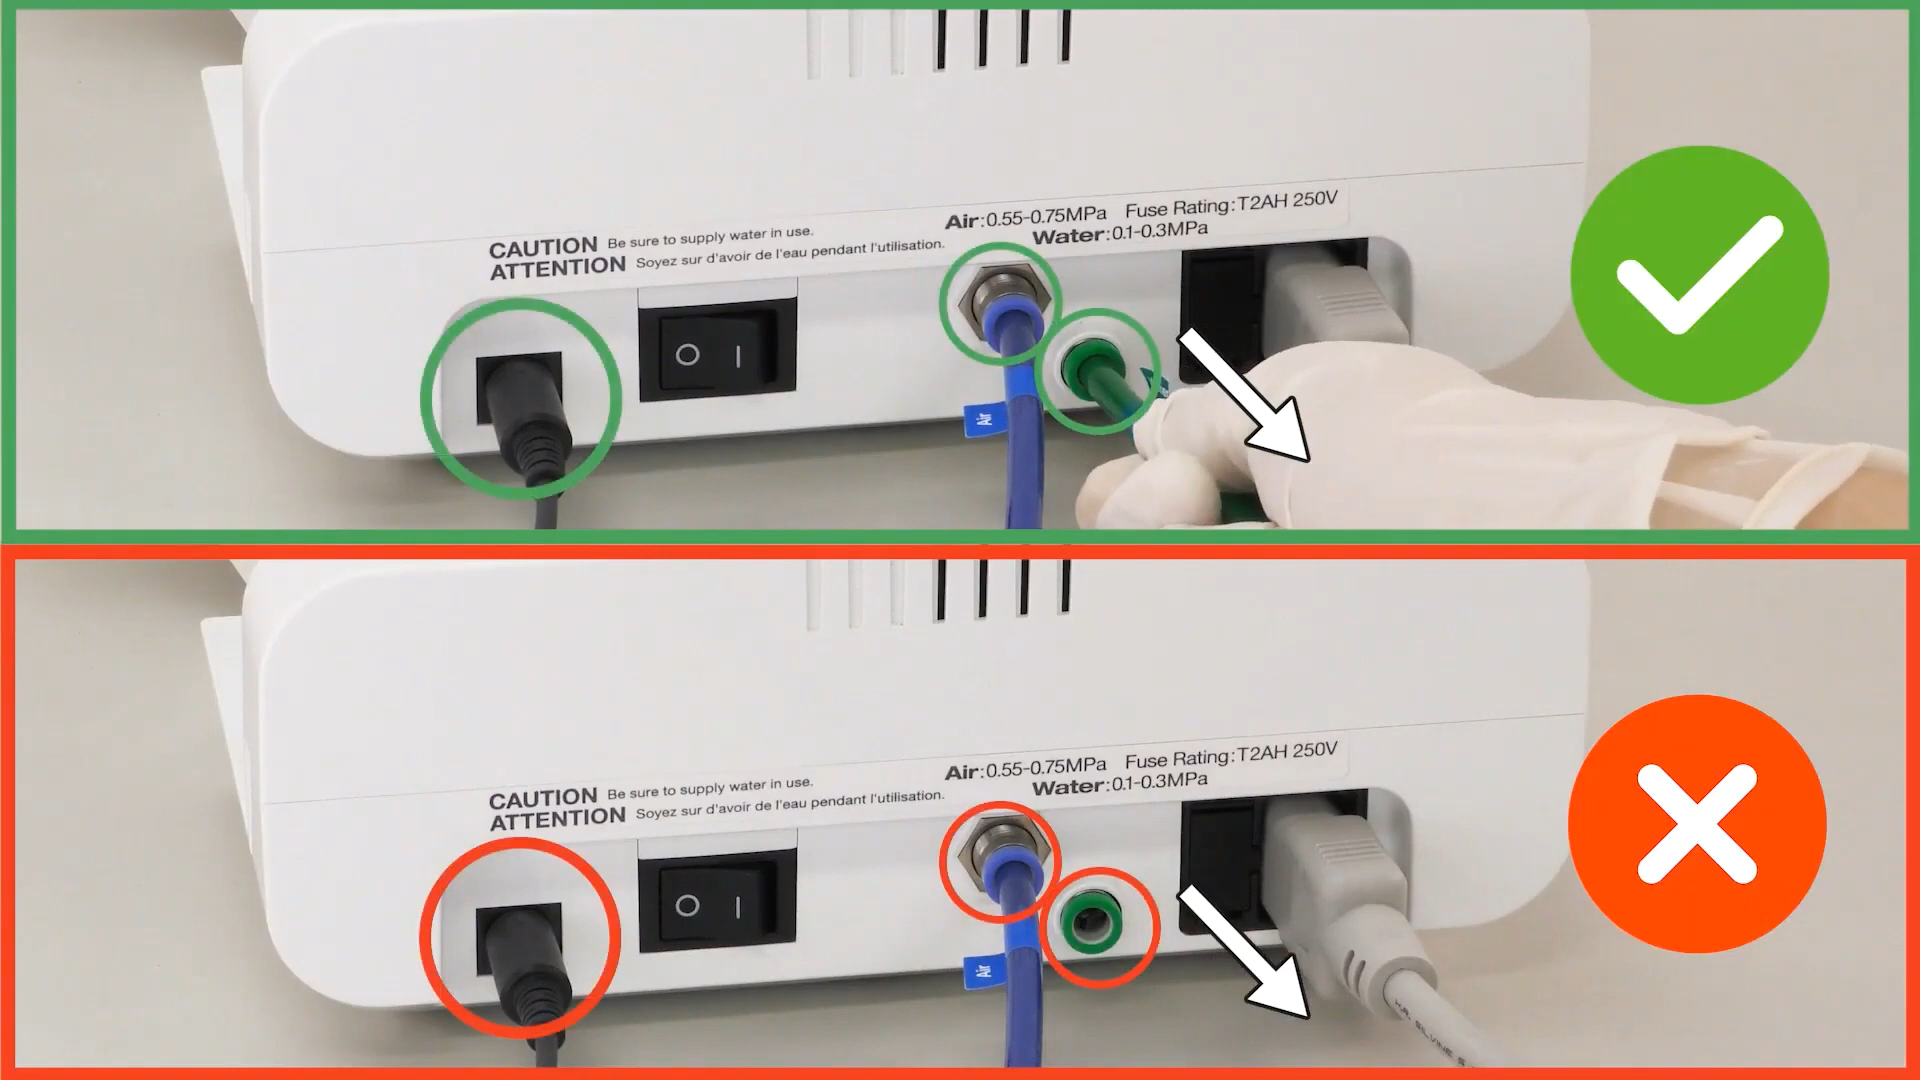 Air:0.55-0.75MPa Fuse Rating:T2AH 250V
CAUTION Be sure to supply water in use. Water:0.1-0.3MPa
ATTENTION Soyez sur d'avoir de l'eau pendant l'utilisation.
O I
Air
Air:0.55-0.75MPa Fuse Rating:T2AH 250V
CAUTION Be sure to supply water in use. Water:0.1-0.3MPa
ATTENTION Soyez sur d'avoir de l'eau pendant l'utilisation.
O I
Air